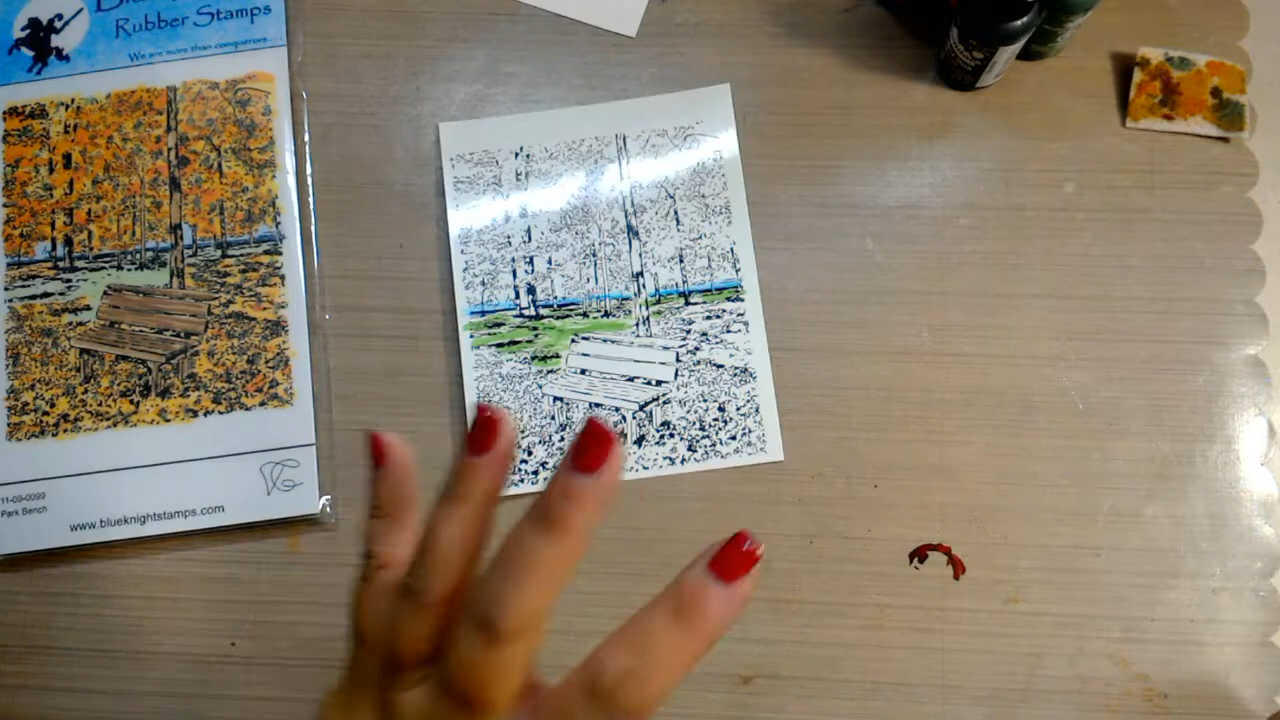 Rubber Stamps
We are more than conquerors...
11-09-0099
Park Bench
www.blueknightstamps.com